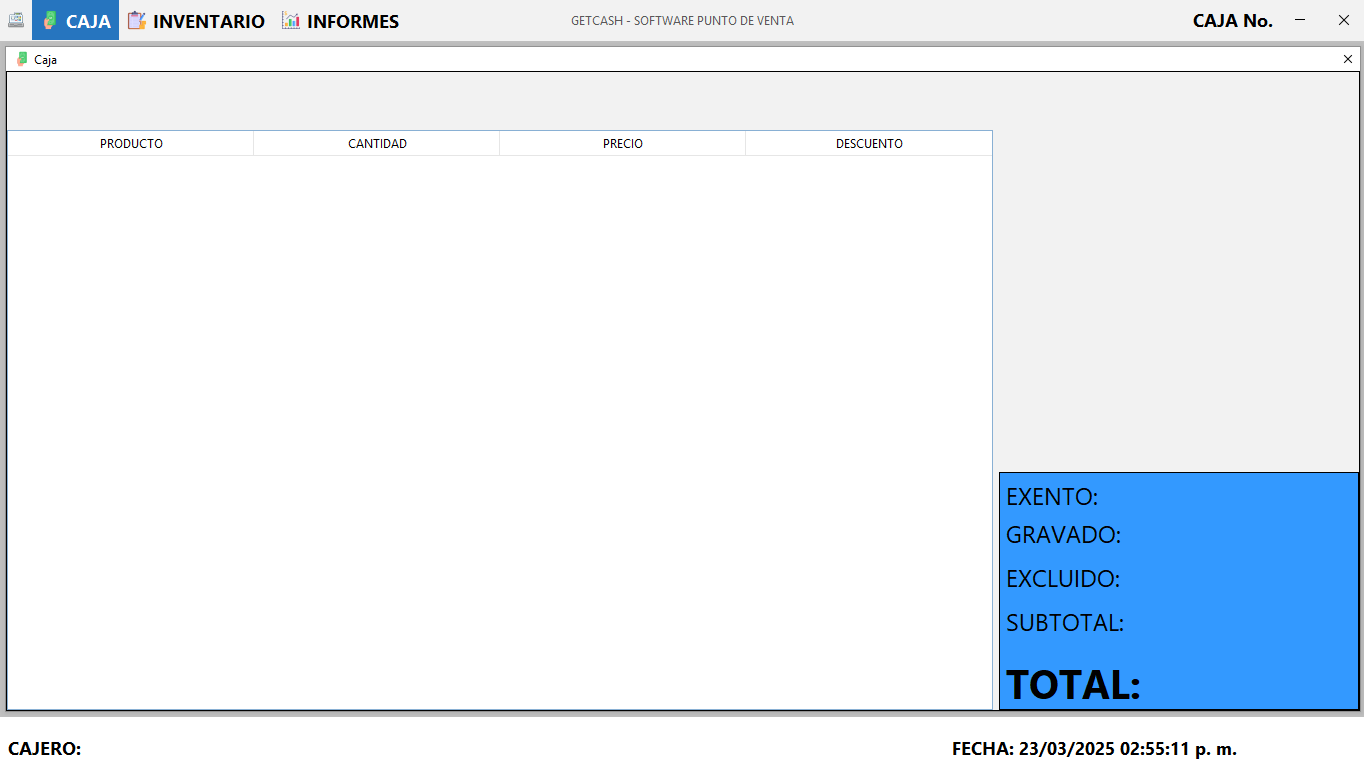 CAJA INVENTARIO INFORMES GETCASH - SOFTWARE PUNTO DE VENTA CAJA No.
Caja
PRODUCTO CANTIDAD PRECIO DESCUENTO
EXENTO:
GRAVADO:
EXCLUIDO:
SUBTOTAL:
TOTAL:
CAJERO: FECHA: 23/03/2025 02:55:11 p. m.